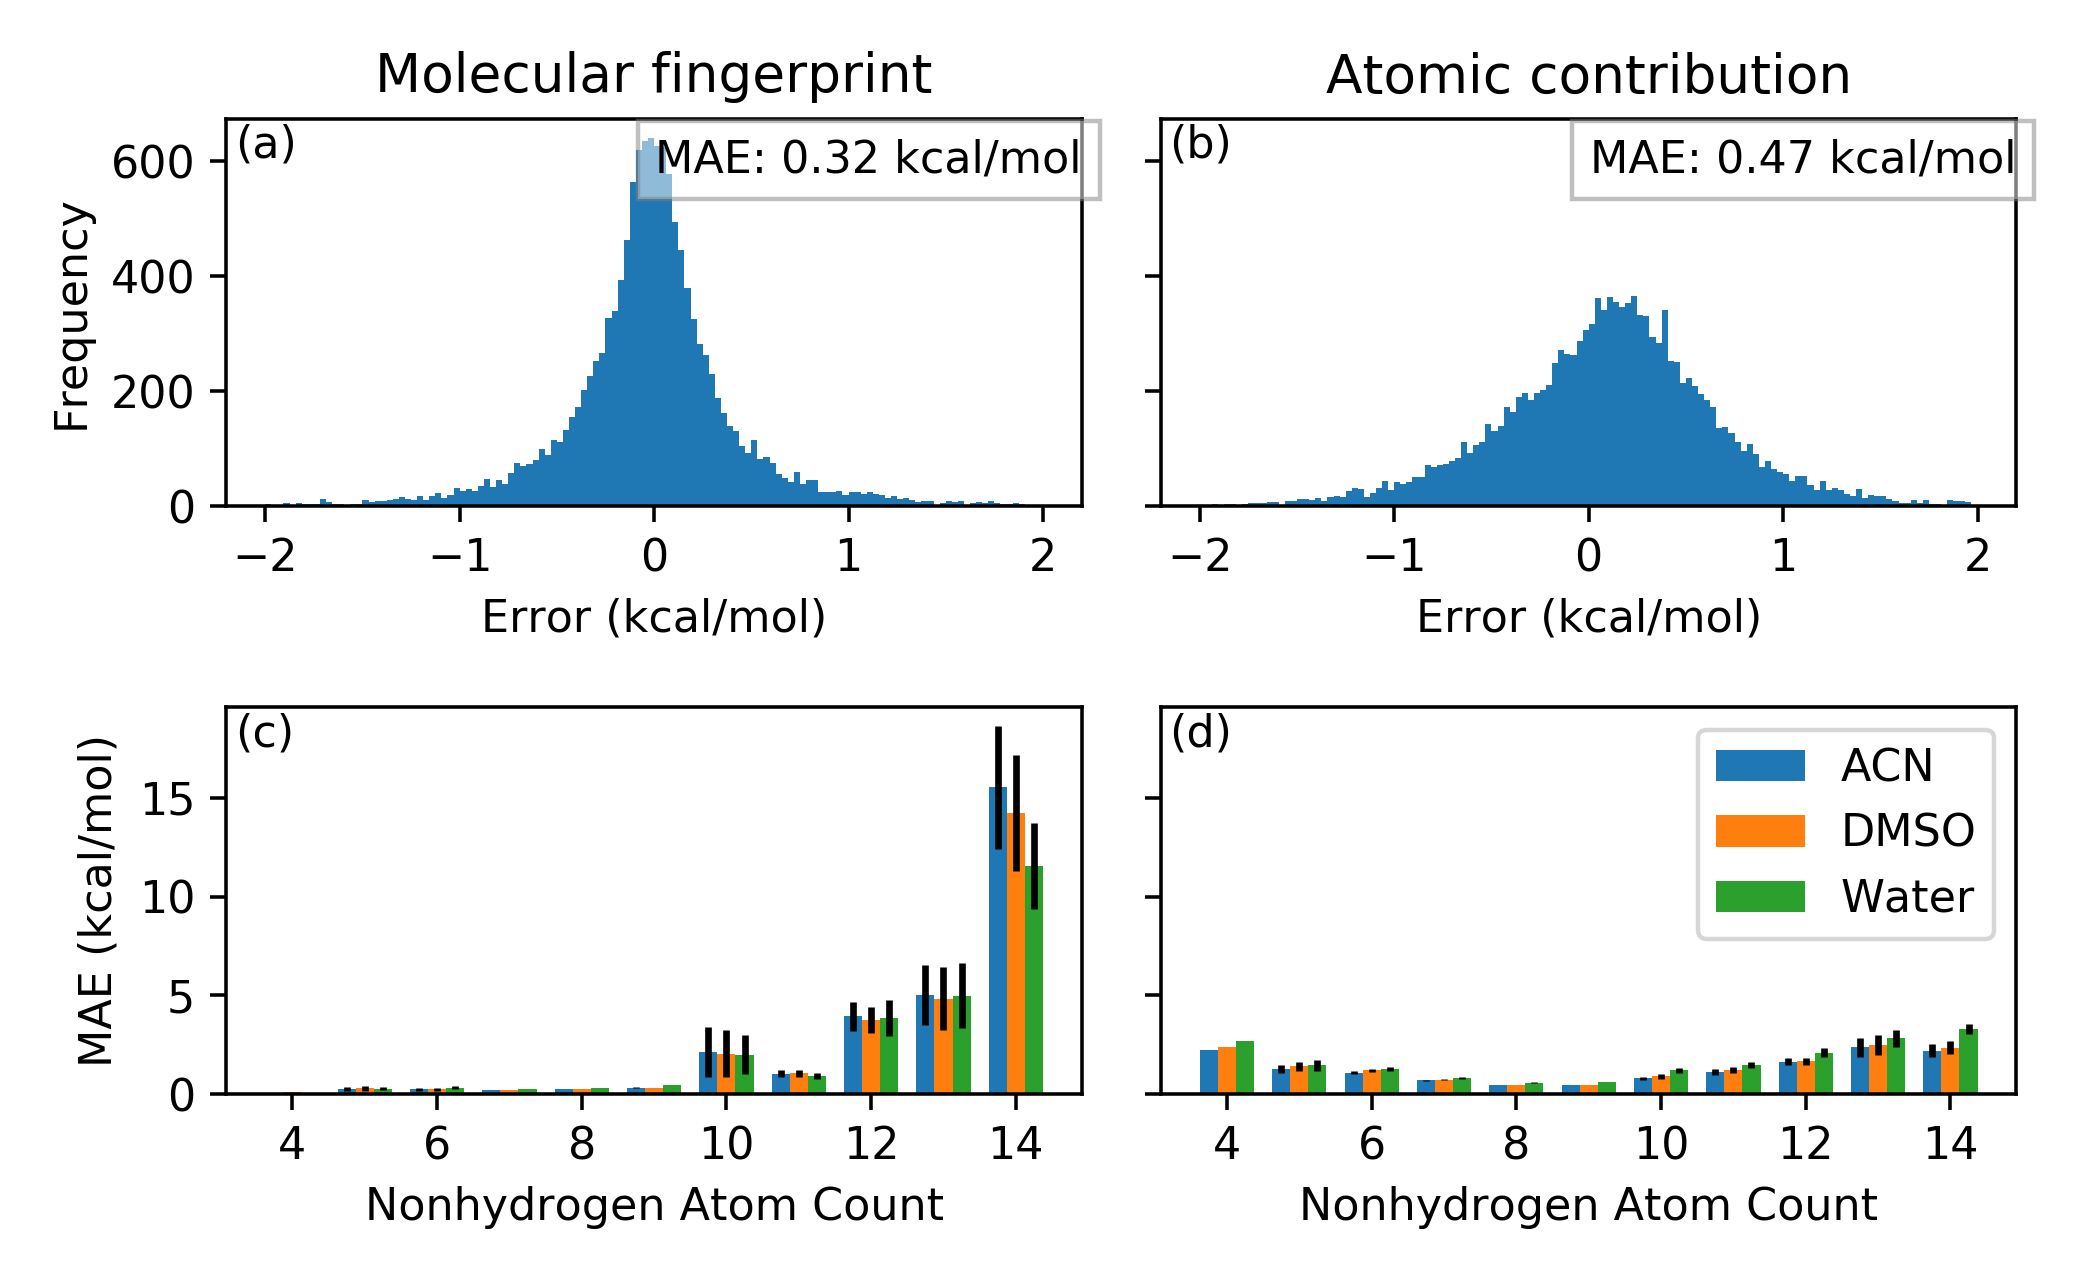 Molecular fingerprint
Atomic contribution
(a)
MAE: 0.32 kcal/mol
(b)
MAE: 0.47 kcal/mol
Frequency
600
400
200
0
−2 −1 0 1 2
−2 −1 0 1 2
Error (kcal/mol)
Error (kcal/mol)
(c)
(d)
ACN
DMSO
Water
MAE (kcal/mol)
15
10
5
0
4 6 8 10 12 14
4 6 8 10 12 14
Nonhydrogen Atom Count
Nonhydrogen Atom Count